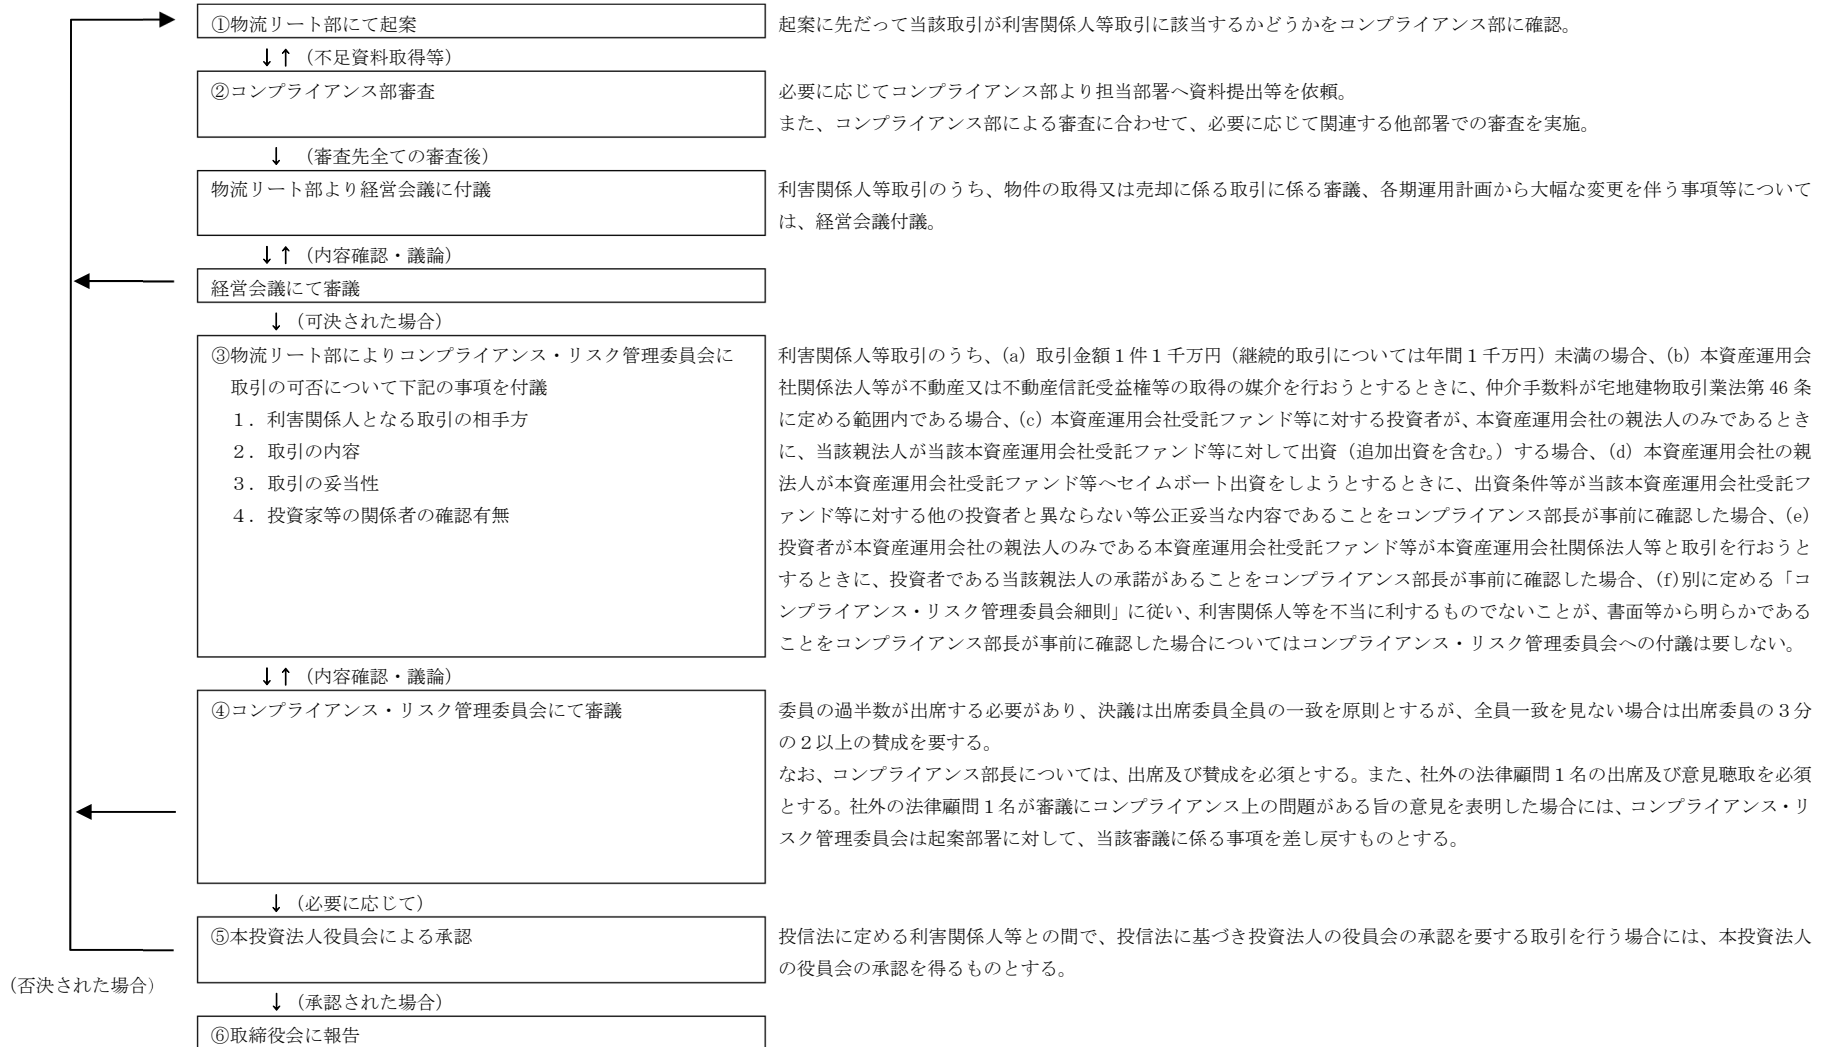 ①物流リート部にて起案
起案に先だって当該取引が利害関係人等取引に該当するかどうかをコンプライアンス部に確認。
↓↑（不足資料取得等）
②コンプライアンス部審査
必要に応じてコンプライアンス部より担当部署へ資料提出等を依頼。
また、コンプライアンス部による審査に合わせて、必要に応じて関連する他部署での審査を実施。
↓（審査先全ての審査後）
物流リート部より経営会議に付議
利害関係人等取引のうち、物件の取得又は売却に係る取引に係る審議、各期運用計画から大幅な変更を伴う事項等について
は、経営会議付議。
↓↑（内容確認・議論）
経営会議にて審議
↓（可決された場合）
③物流リート部によりコンプライアンス・リスク管理委員会に
取引の可否について下記の事項を付議
１．利害関係人となる取引の相手方
２．取引の内容
３．取引の妥当性
４．投資家等の関係者の確認有無
利害関係人等取引のうち、(a) 取引金額１件１千万円（継続的取引については年間１千万円）未満の場合、(b) 本資産運用会
社関係法人等が不動産又は不動産信託受益権等の取得の媒介を行おうとするときに、仲介手数料が宅地建物取引業法第 46 条
に定める範囲内である場合、(c) 本資産運用会社受託ファンド等に対する投資者が、本資産運用会社の親法人のみであるとき
に、当該親法人が当該本資産運用会社受託ファンド等に対して出資（追加出資を含む。）する場合、(d) 本資産運用会社の親
法人が本資産運用会社受託ファンド等へセイムボート出資をしようとするときに、出資条件等が当該本資産運用会社受託フ
ァンド等に対する他の投資者と異ならない等公正妥当な内容であることをコンプライアンス部長が事前に確認した場合、(e)
投資者が本資産運用会社の親法人のみである本資産運用会社受託ファンド等が本資産運用会社関係法人等と取引を行おうと
するときに、投資者である当該親法人の承諾があることをコンプライアンス部長が事前に確認した場合、(f)別に定める「コ
ンプライアンス・リスク管理委員会細則」に従い、利害関係人等を不当に利するものでないことが、書面等から明らかである
ことをコンプライアンス部長が事前に確認した場合についてはコンプライアンス・リスク管理委員会への付議は要しない。
↓↑（内容確認・議論）
④コンプライアンス・リスク管理委員会にて審議
委員の過半数が出席する必要があり、決議は出席委員全員の一致を原則とするが、全員一致を見ない場合は出席委員の３分
の２以上の賛成を要する。
なお、コンプライアンス部長については、出席及び賛成を必須とする。また、社外の法律顧問１名の出席及び意見聴取を必須
とする。社外の法律顧問１名が審議にコンプライアンス上の問題がある旨の意見を表明した場合には、コンプライアンス・リ
スク管理委員会は起案部署に対して、当該審議に係る事項を差し戻すものとする。
↓（必要に応じて）
⑤本投資法人役員会による承認
投信法に定める利害関係人等との間で、投信法に基づき投資法人の役員会の承認を要する取引を行う場合には、本投資法人
の役員会の承認を得るものとする。
（否決された場合）
↓（承認された場合）
⑥取締役会に報告